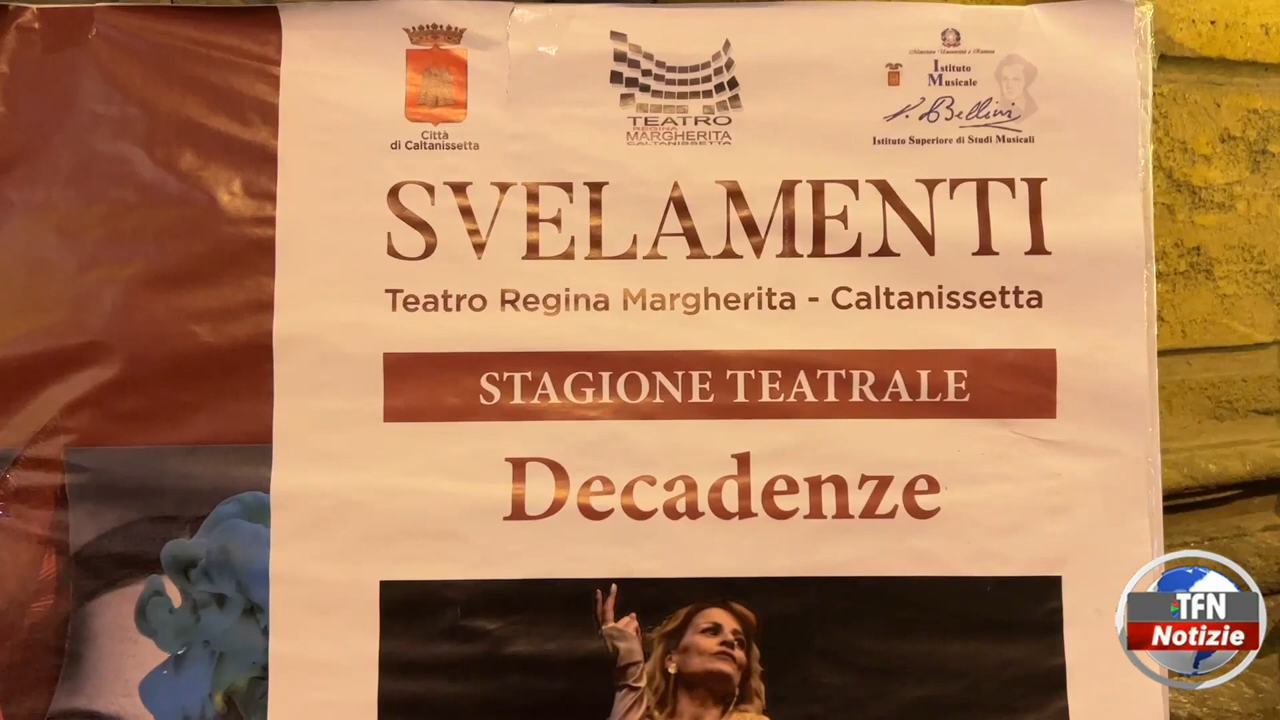 Città
di Caltanissetta
TEATRO
REGINA
MARGHERITA
CALTANISSETTA
Istituto
Musicale
V. Bellini
Istituto Superiore di Studi Musicali
SVELAMENTI
Teatro Regina Margherita - Caltanissetta
STAGIONE TEATRALE
Decadenze
TFN
Notizie